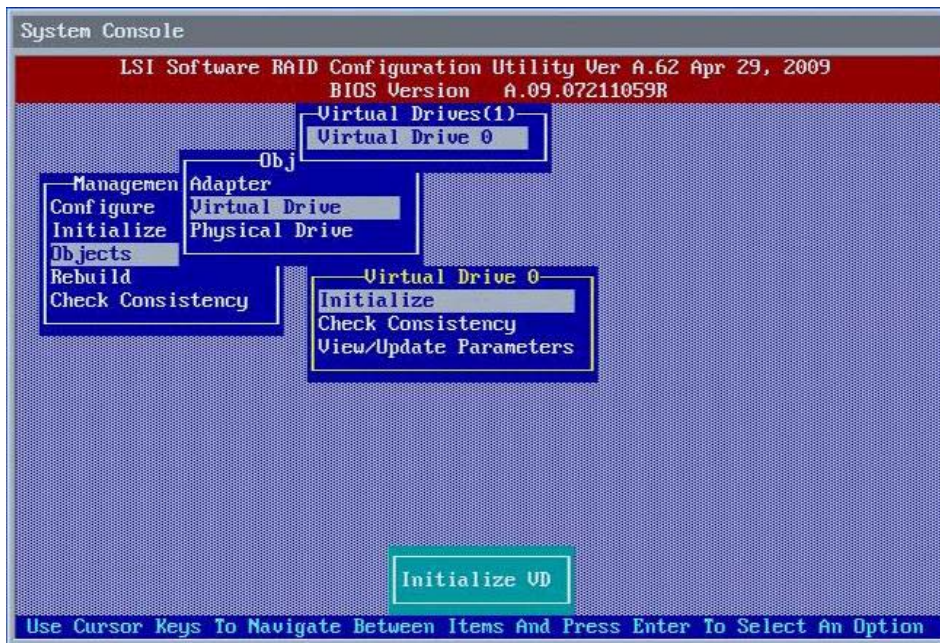 System Console
LSI Software RAID Configuration Utility Ver A.62 Apr 29, 2009
BIOS Version A.09.07211059R
Virtual Drives(1)
Virtual Drive 0
Obj
Adapter
Virtual Drive
Physical Drive
Managemen
Configure
Initialize
Objects
Rebuild
Check Consistency
Virtual Drive 0
Initialize
Check Consistency
View/Update Parameters
Initialize VD
Use Cursor Keys To Navigate Between Items And Press Enter To Select An Option